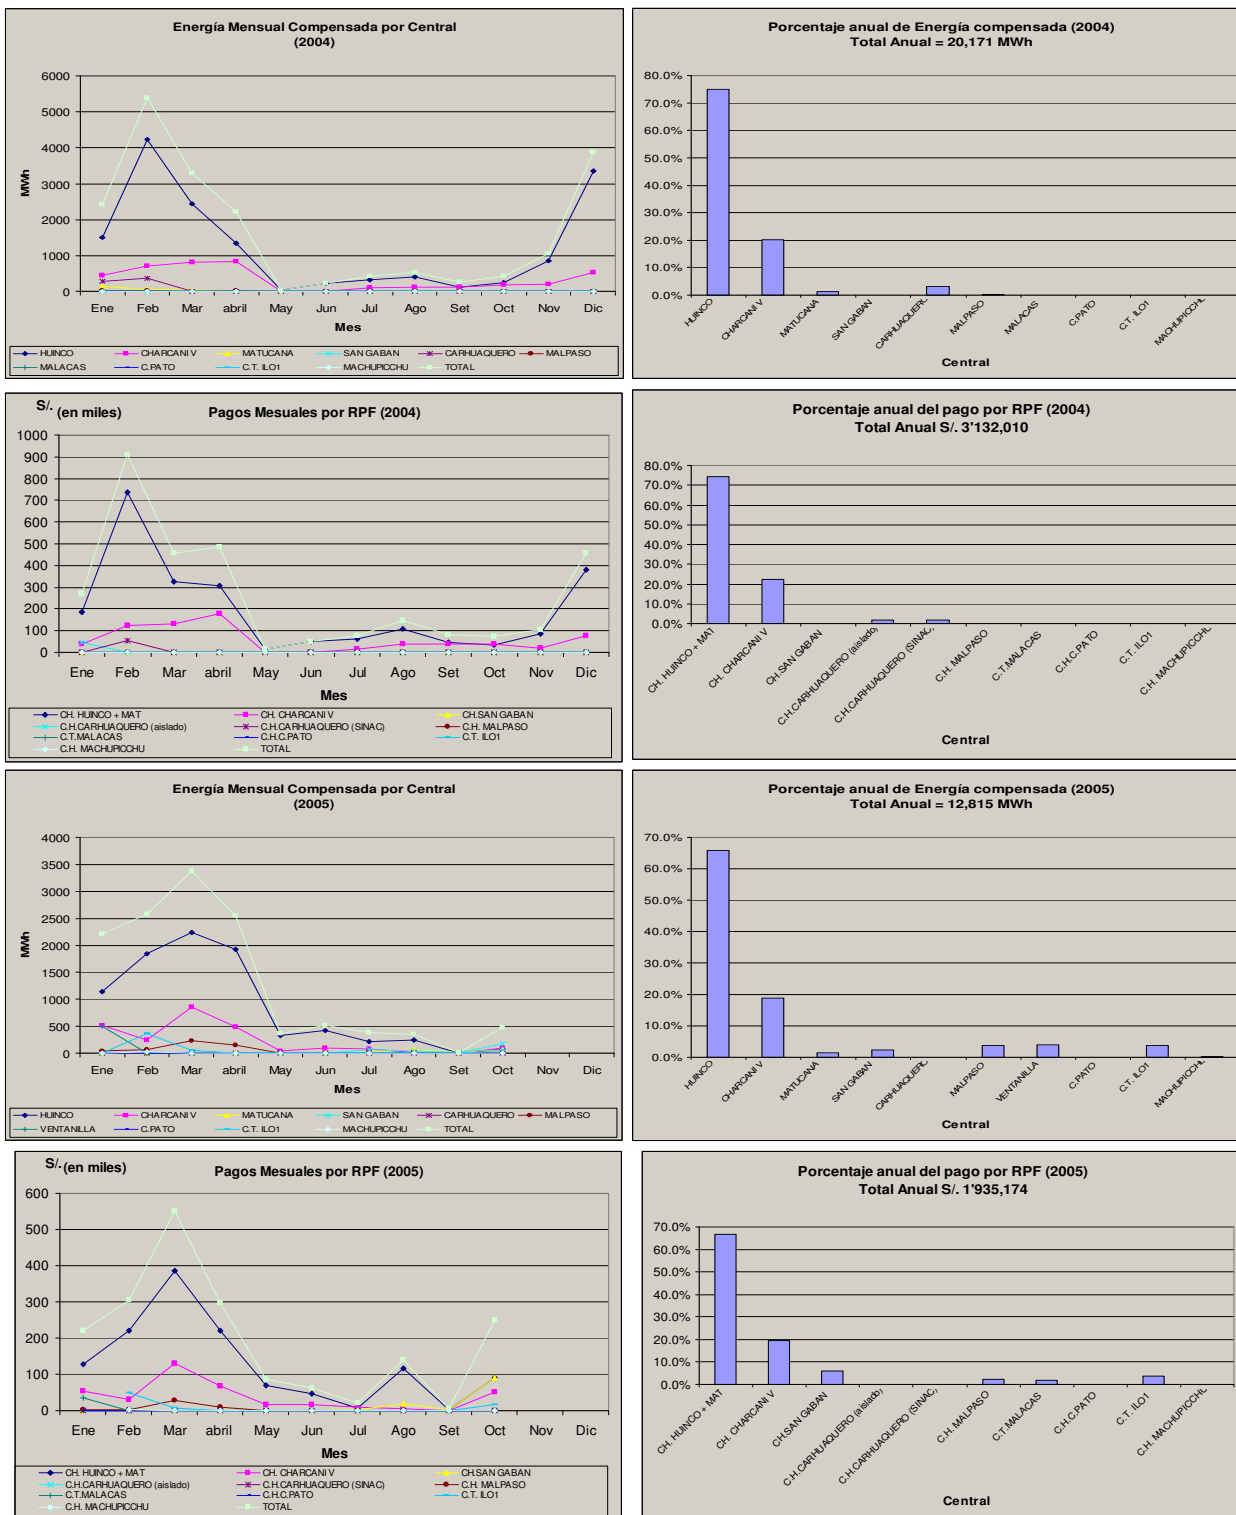 Energía Mensual Compensada por Central
(2004)
6000
5000
4000
3000
2000
1000
0
MWh
Ene Feb Mar abril May Jun Jul Ago Set Oct Nov Dic
Mes
HUINCO CHARCANI V MATUCANA SAN GABAN CARHUAQUERO MALPASO
MALACAS C.PATO C.T. ILO1 MACHUPICCHU TOTAL
Porcentaje anual de Energía compensada (2004)
Total Anual = 20,171 MWh
80.0%
70.0%
60.0%
50.0%
40.0%
30.0%
20.0%
10.0%
0.0%
HUINCO CHARCANI V MATUCANA SAN GABAN CARHUAQUERO MALPASO MALACAS C.PATO C.T. ILO1 MACHUPICCHU
Central
S/. (en miles)
Pagos Mesuales por RPF (2004)
1000
900
800
700
600
500
400
300
200
100
0
Ene Feb Mar abril May Jun Jul Ago Set Oct Nov Dic
Mes
CH. HUINCO + MAT CH. CHARCANI V CH.SAN GABAN
C.H.CARHUAQUERO (aislado) C.H.CARHUAQUERO (SINAC) C.H. MALPASO
C.T.MALACAS C.H.C.PATO C.T. ILO1
C.H. MACHUPICCHU TOTAL
Porcentaje anual del pago por RPF (2004)
Total Anual S/. 3'132,010
80.0%
70.0%
60.0%
50.0%
40.0%
30.0%
20.0%
10.0%
0.0%
CH. HUINCO + MAT CH. CHARCANI V CH.SAN GABAN C.H.CARHUAQUERO (aislado) C.H.CARHUAQUERO (SINAC) C.H. MALPASO C.T.MALACAS C.H.C.PATO C.T. ILO1 C.H. MACHUPICCHU
Central
Energía Mensual Compensada por Central
(2005)
4000
3500
3000
2500
2000
1500
1000
500
0
MWh
Ene Feb Mar abril May Jun Jul Ago Set Oct Nov Dic
Mes
HUINCO CHARCANI V MATUCANA SAN GABAN CARHUAQUERO MALPASO
VENTANILLA C.PATO C.T. ILO1 MACHUPICCHU TOTAL
Porcentaje anual de Energía compensada (2005)
Total Anual = 12,815 MWh
70.0%
60.0%
50.0%
40.0%
30.0%
20.0%
10.0%
0.0%
HUINCO CHARCANI V MATUCANA SAN GABAN CARHUAQUERO MALPASO VENTANILLA C.PATO C.T. ILO1 MACHUPICCHU
Central
S/. (en miles)
Pagos Mesuales por RPF (2005)
600
500
400
300
200
100
0
Ene Feb Mar abril May Jun Jul Ago Set Oct Nov Dic
Mes
CH. HUINCO + MAT CH. CHARCANI V CH.SAN GABAN
C.H.CARHUAQUERO (aislado) C.H.CARHUAQUERO (SINAC) C.H. MALPASO
C.T.MALACAS C.H.C.PATO C.T. ILO1
C.H. MACHUPICCHU TOTAL
Porcentaje anual del pago por RPF (2005)
Total Anual S/. 1'935,174
70.0%
60.0%
50.0%
40.0%
30.0%
20.0%
10.0%
0.0%
CH. HUINCO + MAT CH. CHARCANI V CH.SAN GABAN C.H.CARHUAQUERO (aislado) C.H.CARHUAQUERO (SINAC) C.H. MALPASO C.T.MALACAS C.H.C.PATO C.T. ILO1 C.H. MACHUPICCHU
Central